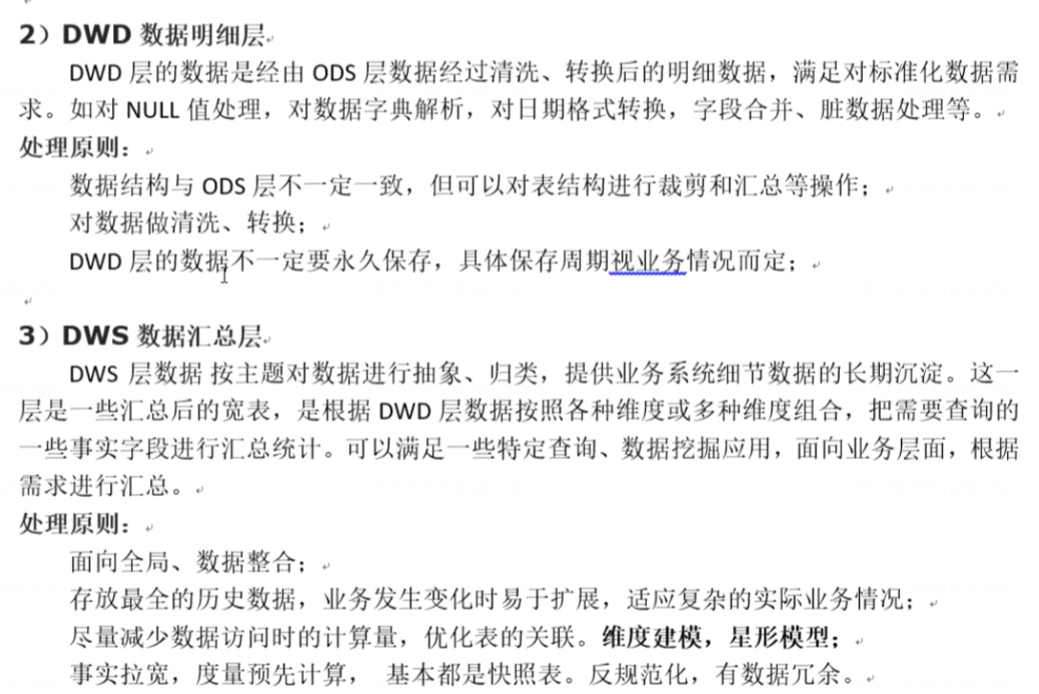 2）DWD 数据明细层
DWD 层的数据是经由 ODS 层数据经过清洗、转换后的明细数据，满足对标准化数据需
求。如对 NULL 值处理，对数据字典解析，对日期格式转换，字段合并、脏数据处理等。
处理原则：
数据结构与 ODS 层不一定一致，但可以对表结构进行裁剪和汇总等操作；
对数据做清洗、转换；
DWD 层的数据不一定要永久保存，具体保存周期视业务情况而定；
3）DWS 数据汇总层
DWS 层数据 按主题对数据进行抽象、归类，提供业务系统细节数据的长期沉淀。这一
层是一些汇总后的宽表，是根据 DWD 层数据按照各种维度或多种维度组合，把需要查询的
一些事实字段进行汇总统计。可以满足一些特定查询、数据挖掘应用，面向业务层面，根据
需求进行汇总。
处理原则：
面向全局、数据整合；
存放最全的历史数据，业务发生变化时易于扩展，适应复杂的实际业务情况；
尽量减少数据访问时的计算量，优化表的关联。维度建模，星形模型；
事实拉宽，度量预先计算， 基本都是快照表。反规范化，有数据冗余。